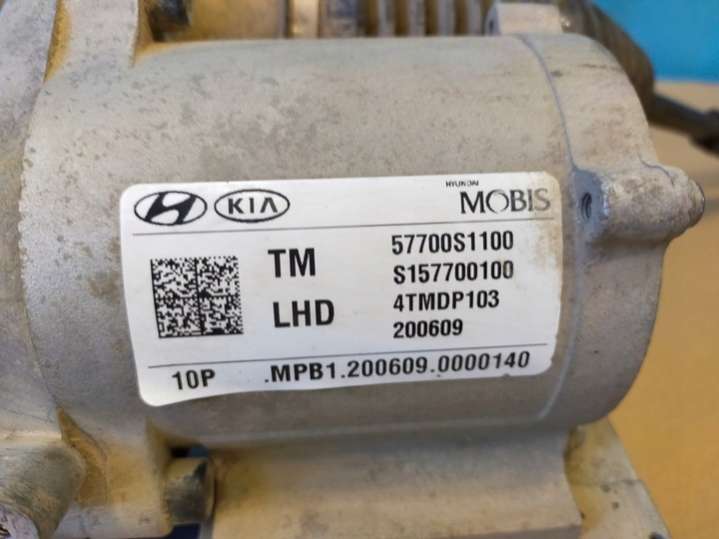 KIA
HYUNDAI
MOBIS
TM
57700S1100
S157700100
LHD
4TMDP103
200609
10P
.MPB1.200609.0000140